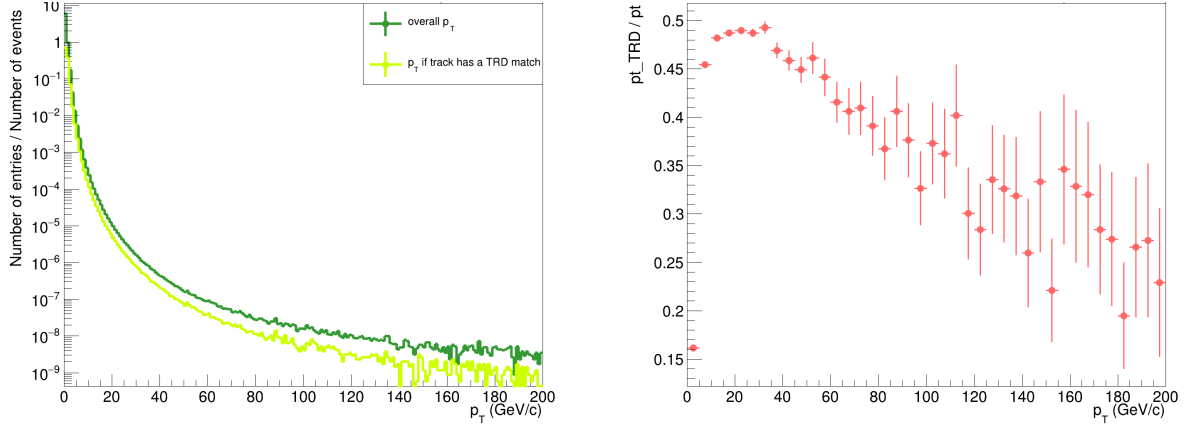 overall p_T
p_T if track has a TRD match
Number of entries / Number of events
1
10^-1
10^-2
10^-3
10^-4
10^-5
10^-6
10^-7
10^-8
10^-9
0 20 40 60 80 100 120 140 160 180 200
p_T (GeV/c)
pt_TRD / pt
0.5
0.45
0.4
0.35
0.3
0.25
0.2
0.15
0 20 40 60 80 100 120 140 160 180 200
p_T (GeV/c)